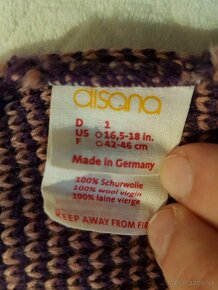 disana
D 1
US 16,5-18 in.
F 42-46 cm
Made in Germany
100% Schurwolle
100% wool virgin
100% laine vierge
KEEP AWAY FROM FIR